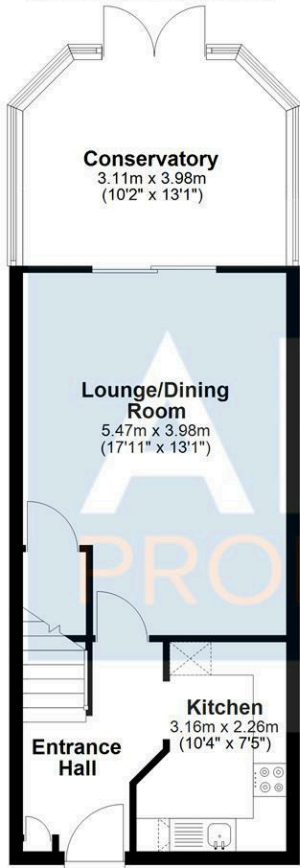 Conservatory
3.11m x 3.98m
(10'2" x 13'1")
Lounge/Dining
Room
5.47m x 3.98m
(17'11" x 13'1")
Kitchen
3.16m x 2.26m
(10'4" x 7'5")
Entrance
Hall